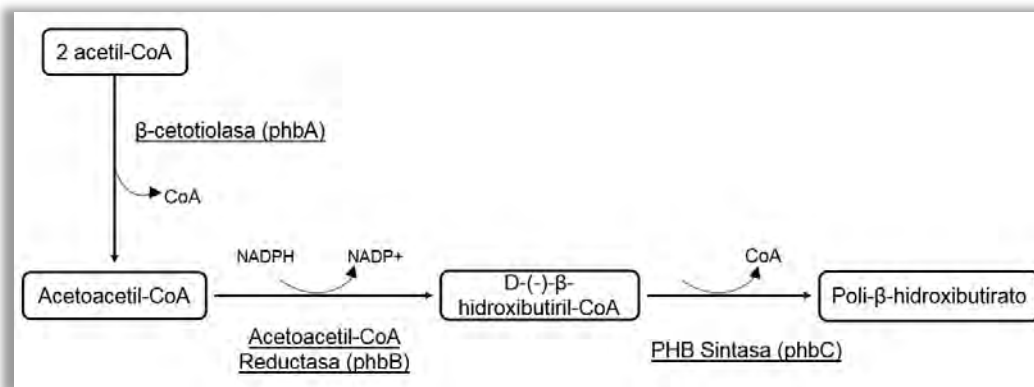 2 acetil-CoA
β-cetotiolasa (phbA)
CoA
NADPH
NADP+
CoA
Acetoacetil-CoA
D-(-)-β-
hidroxibutiril-CoA
Poli-β-hidroxibutirato
Acetoacetil-CoA
Reductasa (phbB)
PHB Sintasa (phbC)